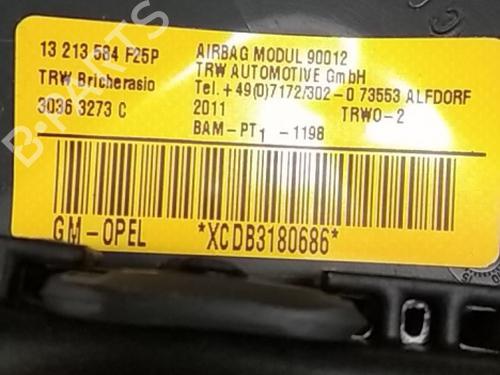 13 213 584 F25P
AIRBAG MODUL 90012
TRW Bricherasio
TRW AUTOMOTIVE GmbH
Tel. +49(0)7172/302-0 73553 ALFDORF
3036 3273 C
2011
TRWO-2
BAM-PT1 -1198
GM-OPEL
*XCDB3180686*
B-PARTS